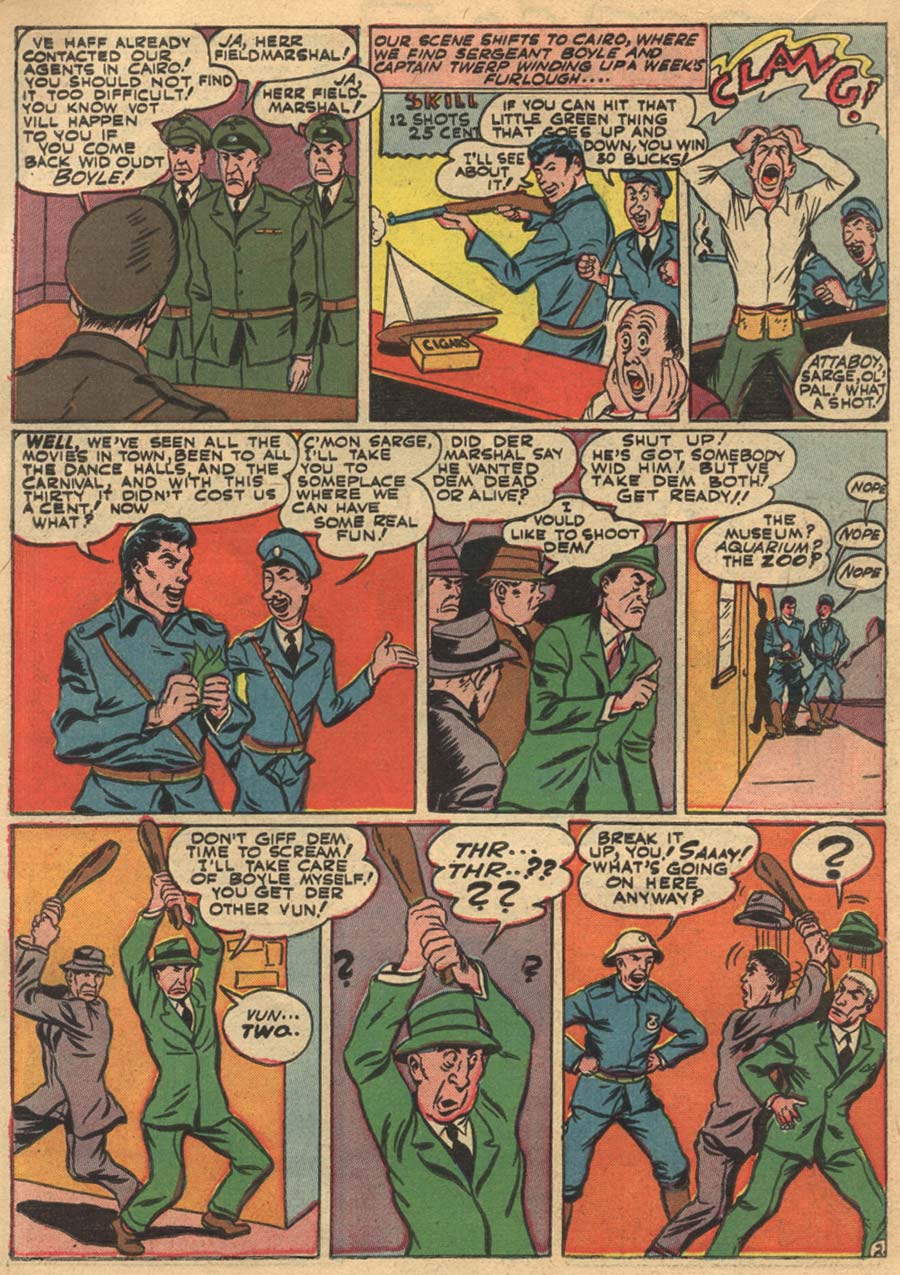 VE HAFF ALREADY
CONTACTED OUR
AGENTS IN CAIRO!
YOU SHOULD NOT FIND
IT TOO DIFFICULT!
YOU KNOW VOT
VILL HAPPEN
TO YOU IF
YOU COME
BACK WID OUDT
BOYLE!
JA, HERR
FIELDMARSHAL!
JA,
HERR FIELD-
MARSHAL!
OUR SCENE SHIFTS TO CAIRO, WHERE
WE FIND SERGEANT BOYLE AND
CAPTAIN TWERP WINDING UP A WEEK'S
FURLOUGH....
SKILL
12 SHOTS
25 CENT
IF YOU CAN HIT THAT
LITTLE GREEN THING
THAT GOES UP AND
DOWN, YOU WIN
30 BUCKS!
I'LL SEE
ABOUT
IT!
CIGARS
CLANG!
ATTABOY,
SARGE, OL'
PAL! WHAT
A SHOT!
WELL, WE'VE SEEN ALL THE
MOVIES IN TOWN, BEEN TO ALL
THE DANCE HALLS, AND THE
CARNIVAL, AND WITH THIS
THIRTY IT DIDN'T COST US
A CENT! NOW
WHAT?
C'MON SARGE,
I'LL TAKE
YOU TO
SOMEPLACE
WHERE WE
CAN HAVE
SOME REAL
FUN!
DID DER
MARSHAL SAY
HE VANTED
DEM DEAD
OR ALIVE?
I
VOULD
LIKE TO SHOOT
DEM!
SHUT UP!
HE'S GOT SOMEBODY
WID HIM! BUT VE
TAKE DEM BOTH!
GET READY!!
THE
MUSEUM?
AQUARIUM?
THE ZOO?
NOPE
NOPE
NOPE
DON'T GIFF DEM
TIME TO SCREAM!
I'LL TAKE CARE
OF BOYLE MYSELF!
YOU GET DER
OTHER VUN!
VUN...
TWO..
THR...
THR..??
??
?
?
BREAK IT
UP, YOU! SAAAY!
WHAT'S GOING
ON HERE
ANYWAY?
?
2